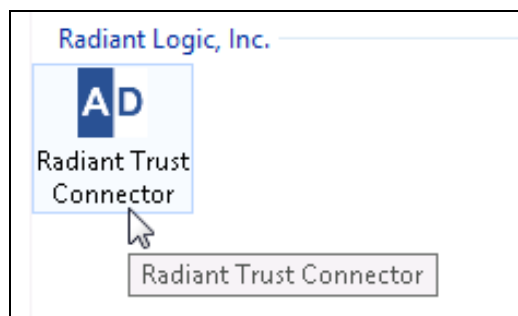 Radiant Logic, Inc.
AD
Radiant Trust
Connector
Radiant Trust Connector